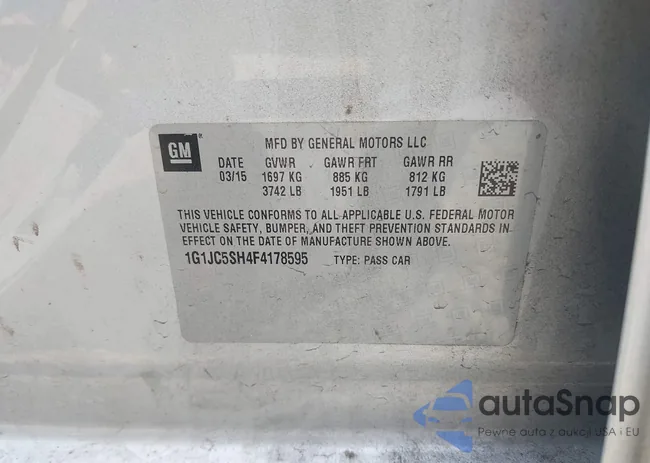 GM
MFD BY GENERAL MOTORS LLC
DATE GVWR GAWR FRT GAWR RR
03/15 1697 KG 885 KG 812 KG
3742 LB 1951 LB 1791 LB
THIS VEHICLE CONFORMS TO ALL APPLICABLE U.S. FEDERAL MOTOR
VEHICLE SAFETY, BUMPER, AND THEFT PREVENTION STANDARDS IN
EFFECT ON THE DATE OF MANUFACTURE SHOWN ABOVE.
1G1JC5SH4F4178595 TYPE: PASS CAR
autoSnap
Pewne auta z aukcji USA i EU